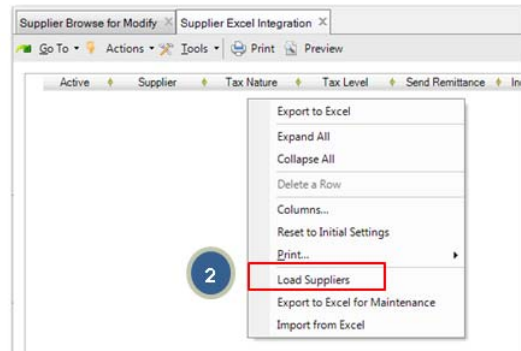 Supplier Browse for Modify Supplier Excel Integration
Go To Actions Tools Print Preview
Active Supplier Tax Nature Tax Level Send Remittance In
Export to Excel
Expand All
Collapse All
Delete a Row
Columns...
Reset to Initial Settings
Print...
2
Load Suppliers
Export to Excel for Maintenance
Import from Excel